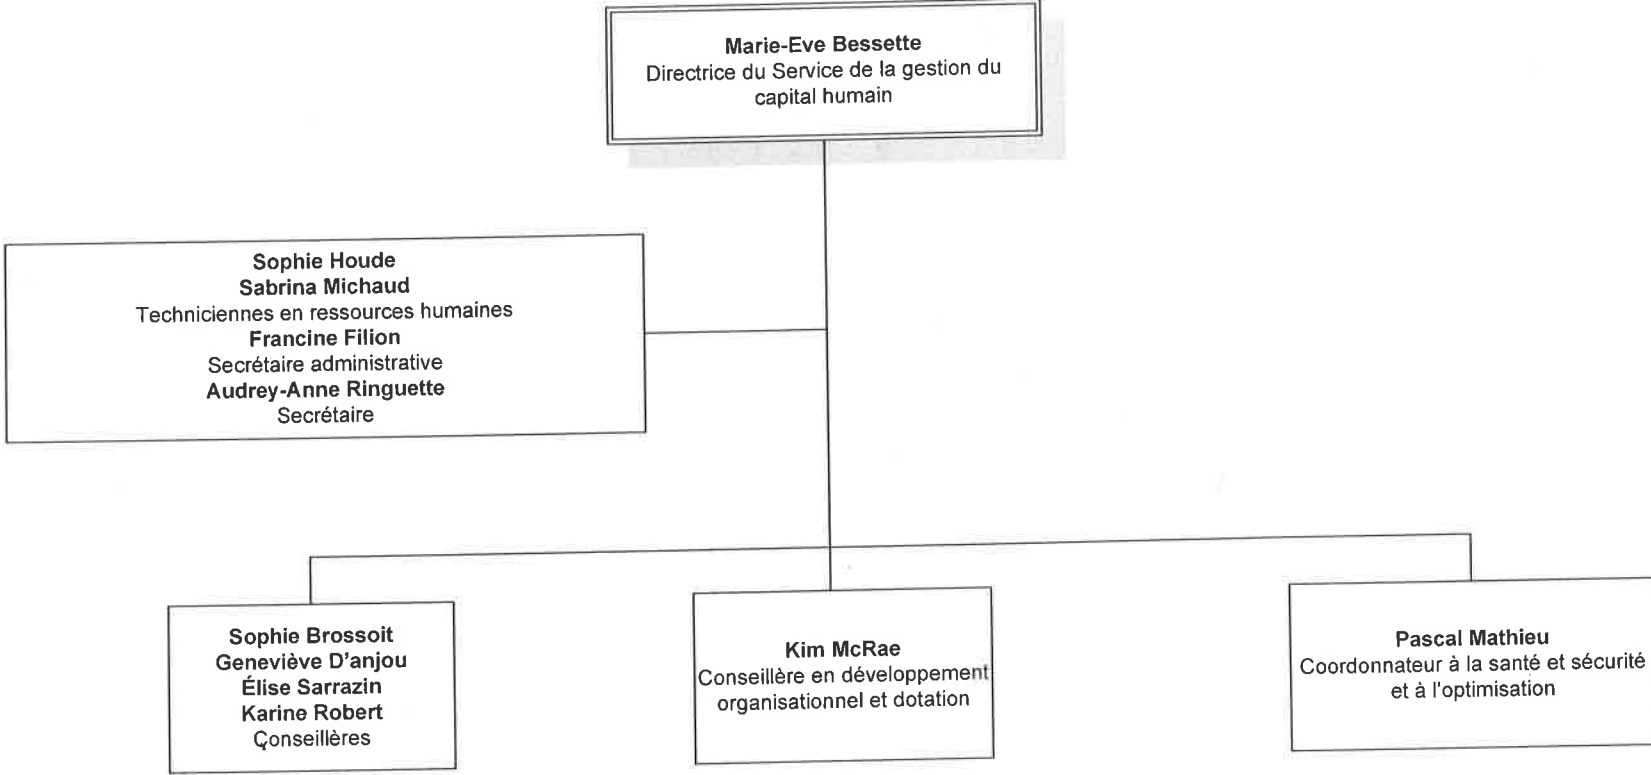 Marie-Eve Bessette
Directrice du Service de la gestion du
capital humain
Sophie Houde
Sabrina Michaud
Techniciennes en ressources humaines
Francine Filion
Secrétaire administrative
Audrey-Anne Ringuette
Secrétaire
Sophie Brossoit
Geneviève D'anjou
Élise Sarrazin
Karine Robert
Conseillères
Kim McRae
Conseillère en développement
organisationnel et dotation
Pascal Mathieu
Coordonnateur à la santé et sécurité
et à l'optimisation